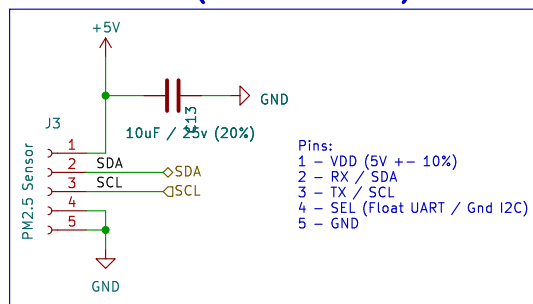 +5V
GND
C13
10uF / 25v (20%)
J3
PM2.5 Sensor
1
2
3
4
5
SDA
SCL
SDA
SCL
GND
Pins:
1 - VDD (5V +- 10%)
2 - RX / SDA
3 - TX / SCL
4 - SEL (Float UART / Gnd I2C)
5 - GND